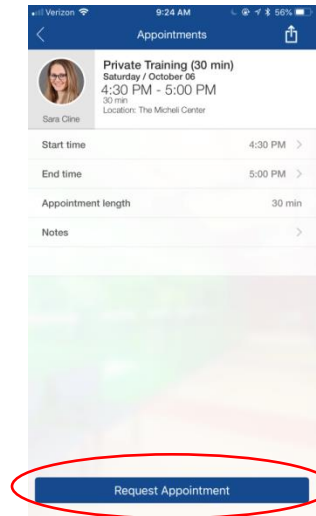 Verizon 9:24 AM 56%
Appointments
Private Training (30 min)
Saturday / October 06
4:30 PM - 5:00 PM
30 min
Location: The Micheli Center
Sara Cline
Start time 4:30 PM
End time 5:00 PM
Appointment length 30 min
Notes
Request Appointment